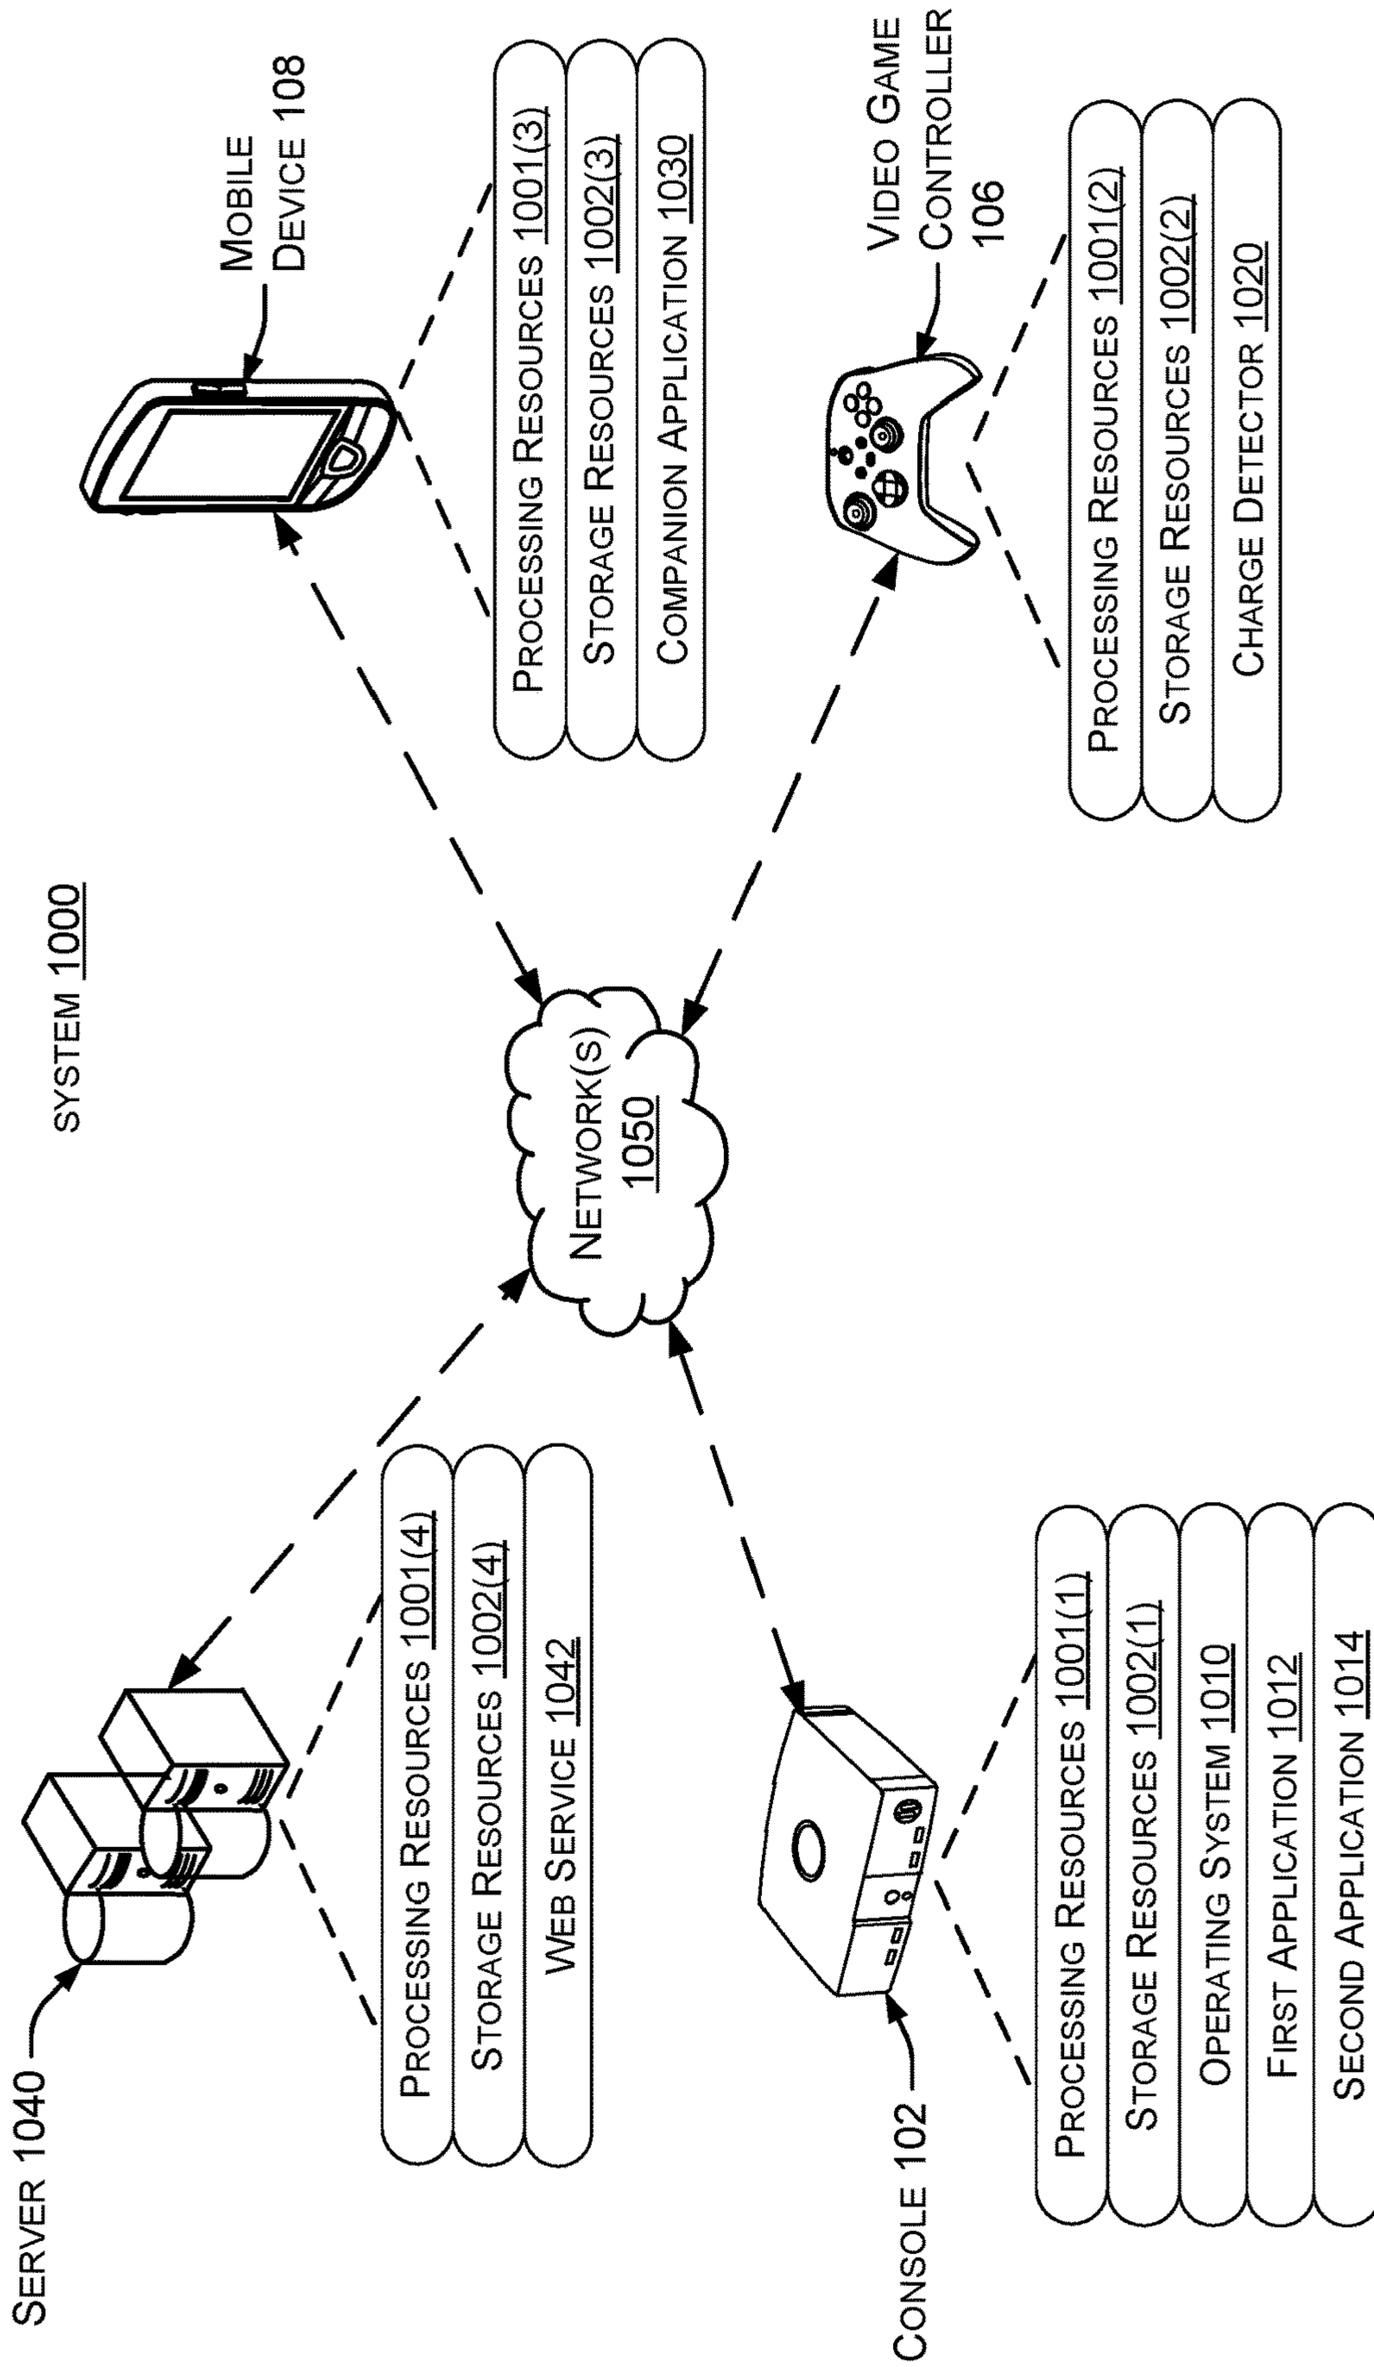 SYSTEM 1000
SERVER 1040
PROCESSING RESOURCES 1001(4)
STORAGE RESOURCES 1002(4)
WEB SERVICE 1042
MOBILE
DEVICE 108
PROCESSING RESOURCES 1001(3)
STORAGE RESOURCES 1002(3)
COMPANION APPLICATION 1030
NETWORK(S)
1050
CONSOLE 102
PROCESSING RESOURCES 1001(1)
STORAGE RESOURCES 1002(1)
OPERATING SYSTEM 1010
FIRST APPLICATION 1012
SECOND APPLICATION 1014
VIDEO GAME
CONTROLLER
106
PROCESSING RESOURCES 1001(2)
STORAGE RESOURCES 1002(2)
CHARGE DETECTOR 1020